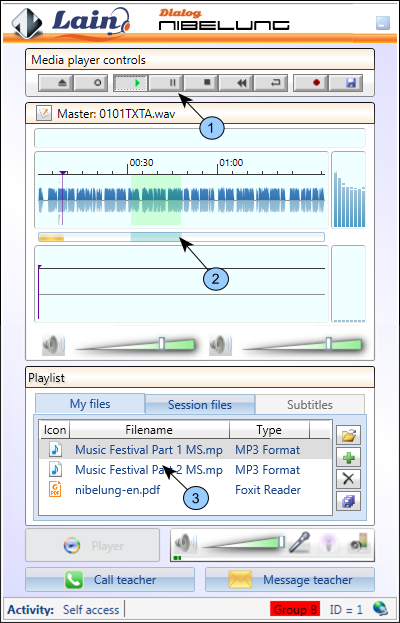 Lain
Dialog
NIBELUNG
Media player controls
1
Master: 0101TXTA.wav
00:30 01:00
2
Playlist
My files Session files Subtitles
Icon Filename Type
Music Festival Part 1 MS.mp MP3 Format
Music Festival Part 2 MS.mp MP3 Format
nibelung-en.pdf Foxit Reader
3
Player
Call teacher Message teacher
Activity: Self access Group B ID = 1